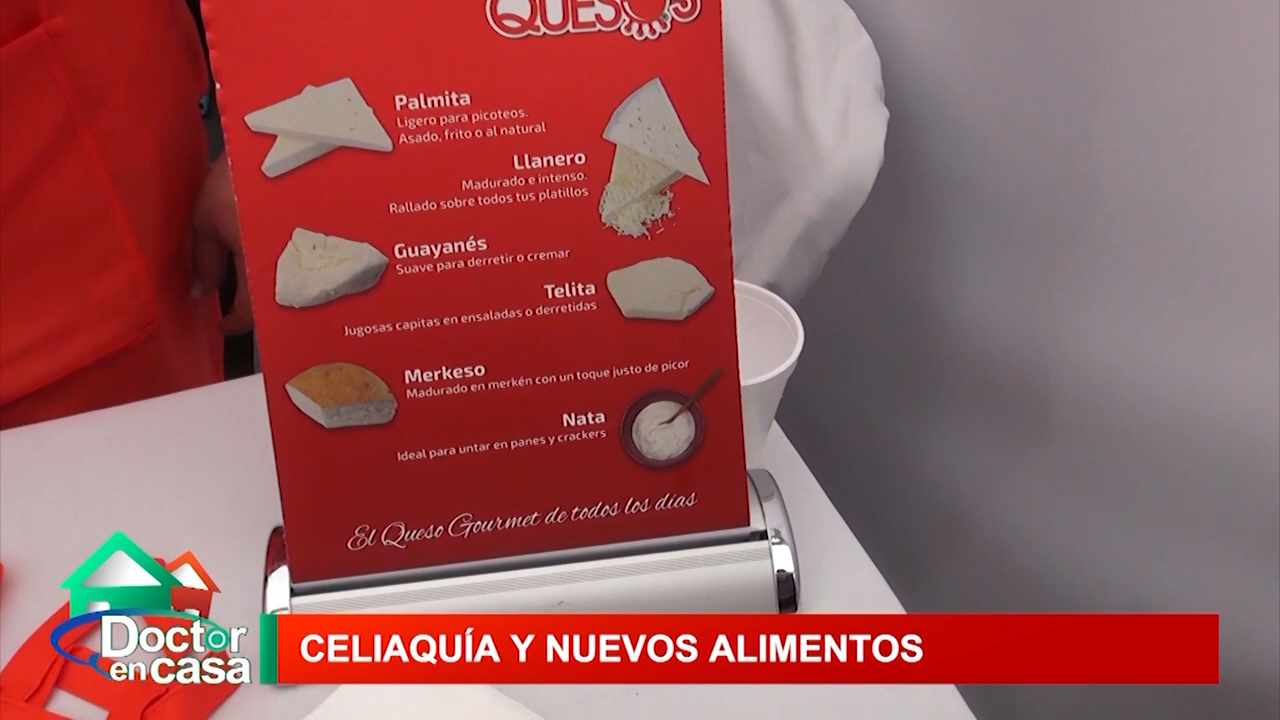 QUESOS
Palmita
Ligero para picoteos.
Asado, frito o al natural
Llanero
Madurado e intenso.
Rallado sobre todos tus platillos
Guayanés
Suave para derretir o cremar
Telita
Jugosas capitas en ensaladas o derretidas
Merkeso
Madurado en merkén con un toque justo de picor
Nata
Ideal para untar en panes y crackers
El Queso Gourmet de todos los días
Doctor
en casa
CELIAQUÍA Y NUEVOS ALIMENTOS